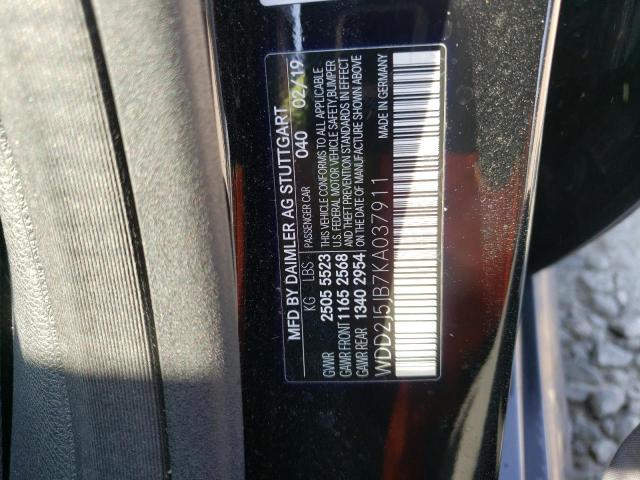 MFD BY DAIMLER AG STUTTGART
040 02/19
KG LBS PASSENGER CAR
GVWR 2505 5523
GAWR FRONT 1165 2568
GAWR REAR 1340 2954
THIS VEHICLE CONFORMS TO ALL APPLICABLE
U.S. FEDERAL MOTOR VEHICLE SAFETY, BUMPER
AND THEFT PREVENTION STANDARDS IN EFFECT
ON THE DATE OF MANUFACTURE SHOWN ABOVE
WDD2J5JB7KA037911
MADE IN GERMANY